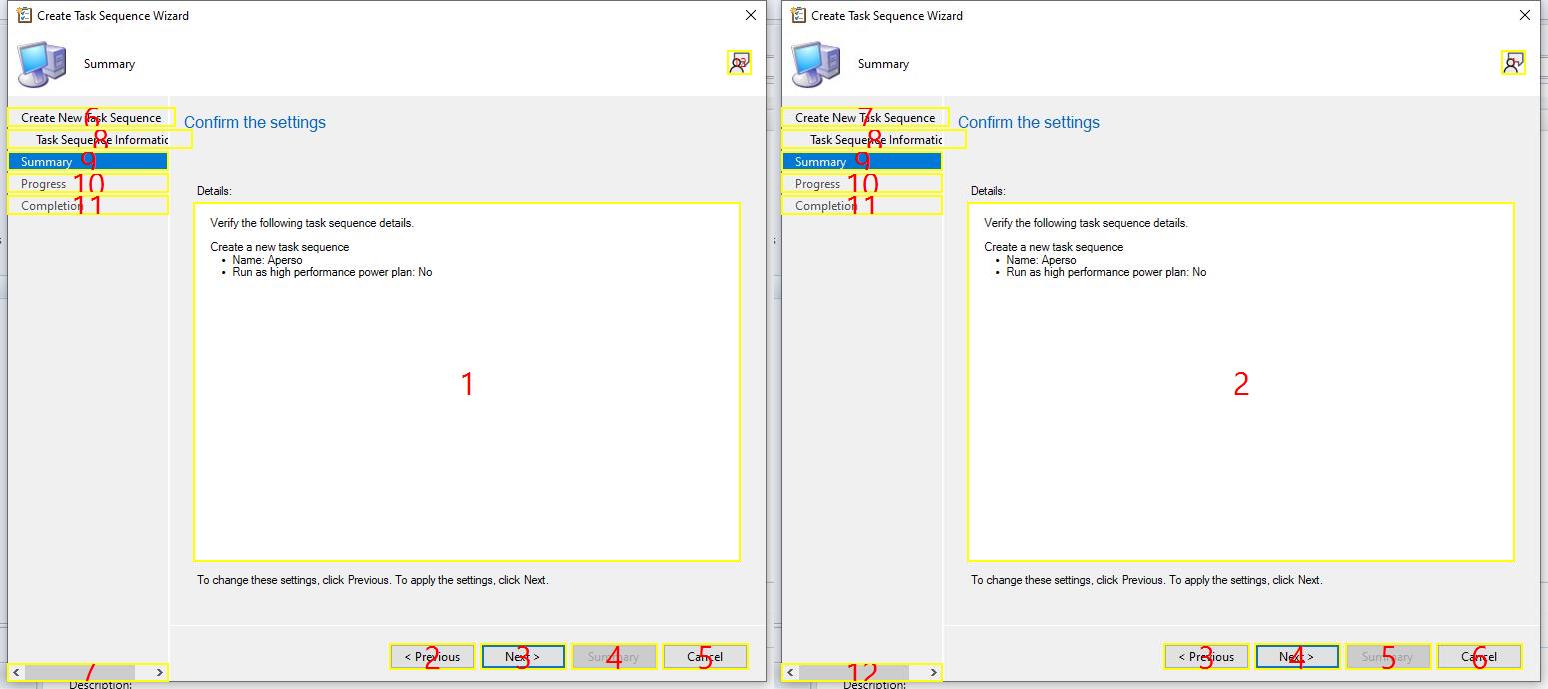 Create Task Sequence Wizard
Summary
Create New Task Sequence
6
Task Sequence Informatic
8
Summary
9
Progress
10
Completion
11
Confirm the settings
Details:
Verify the following task sequence details.
Create a new task sequence
• Name: Aperso
• Run as high performance power plan: No
1
To change these settings, click Previous. To apply the settings, click Next.
< Previous
2
Next >
3
Summary
4
Cancel
5
7
Description:
Create Task Sequence Wizard
Summary
Create New Task Sequence
7
Task Sequence Informatic
8
Summary
9
Progress
10
Completion
11
Confirm the settings
Details:
Verify the following task sequence details.
Create a new task sequence
• Name: Aperso
• Run as high performance power plan: No
2
To change these settings, click Previous. To apply the settings, click Next.
< Previous
3
Next >
4
Summary
5
Cancel
6
12
Description: